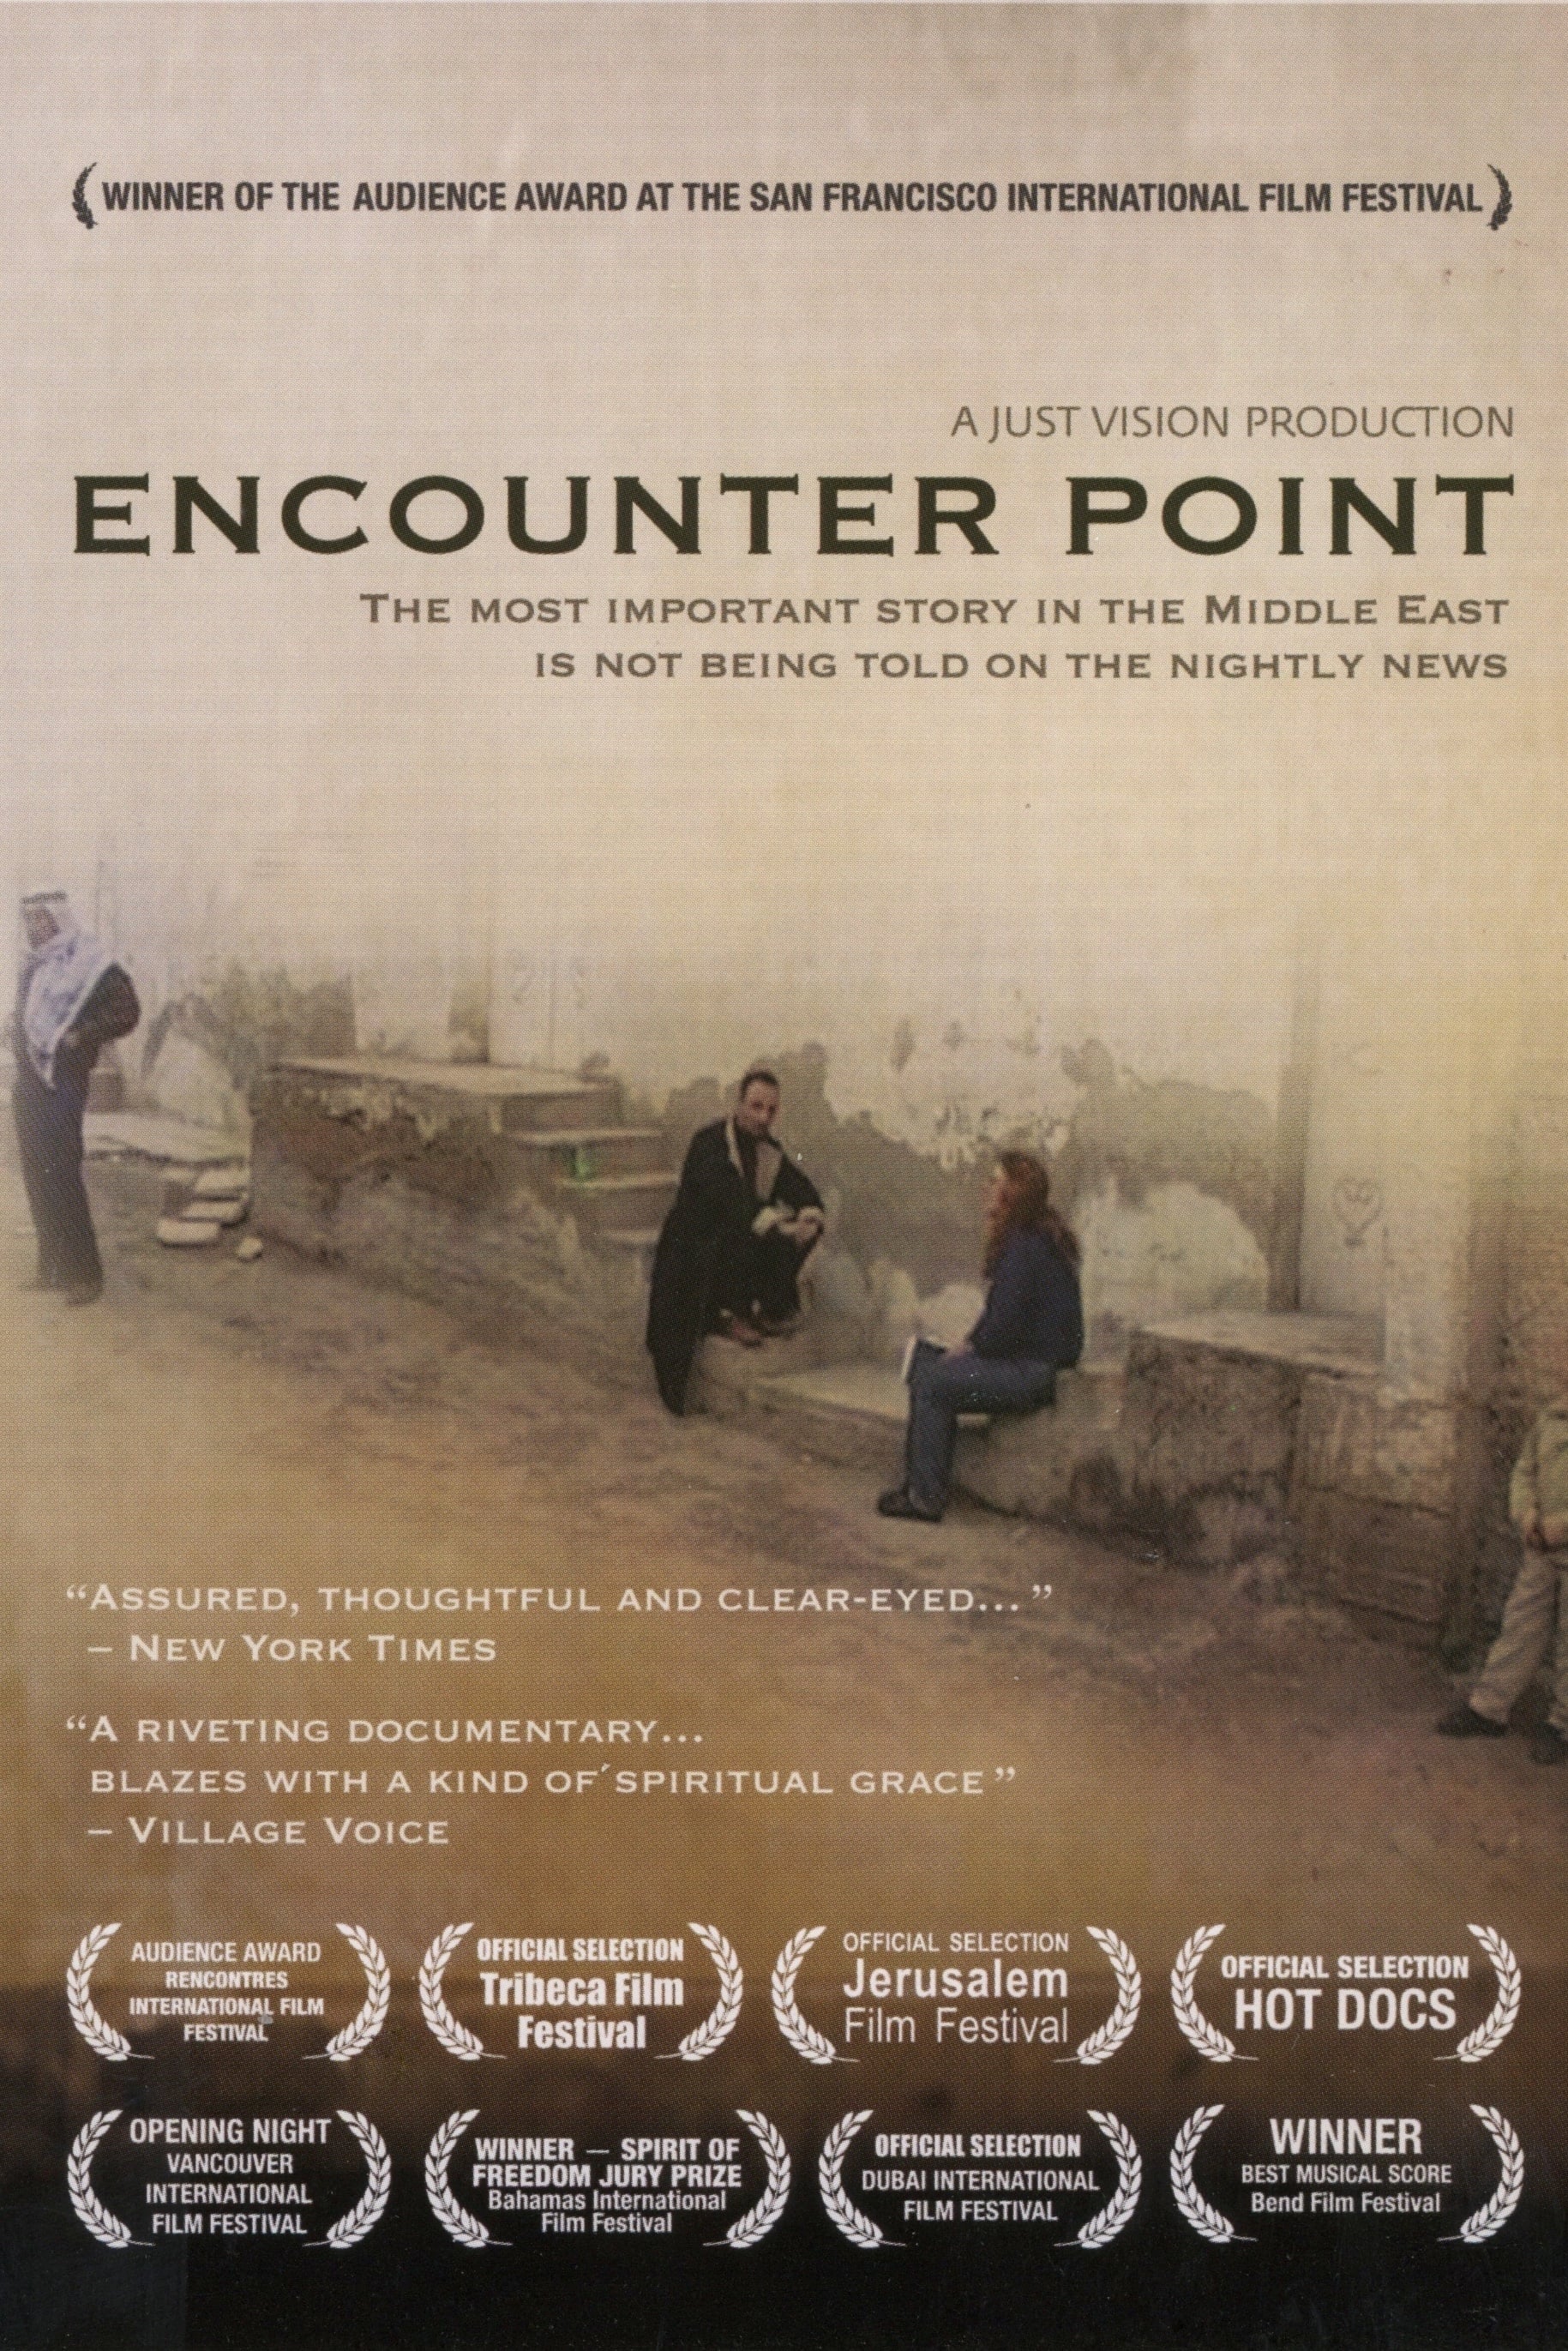 WINNER OF THE AUDIENCE AWARD AT THE SAN FRANCISCO INTERNATIONAL FILM FESTIVAL
A JUST VISION PRODUCTION
ENCOUNTER POINT
THE MOST IMPORTANT STORY IN THE MIDDLE EAST
IS NOT BEING TOLD ON THE NIGHTLY NEWS
“ASSURED, THOUGHTFUL AND CLEAR-EYED...”
– NEW YORK TIMES
“A RIVETING DOCUMENTARY...
BLAZES WITH A KIND OF SPIRITUAL GRACE”
– VILLAGE VOICE
AUDIENCE AWARD
RENCONTRES
INTERNATIONAL FILM
FESTIVAL
OFFICIAL SELECTION
Tribeca Film
Festival
OFFICIAL SELECTION
Jerusalem
Film Festival
OFFICIAL SELECTION
HOT DOCS
OPENING NIGHT
VANCOUVER
INTERNATIONAL
FILM FESTIVAL
WINNER — SPIRIT OF
FREEDOM JURY PRIZE
Bahamas International
Film Festival
OFFICIAL SELECTION
DUBAI INTERNATIONAL
FILM FESTIVAL
WINNER
BEST MUSICAL SCORE
Bend Film Festival